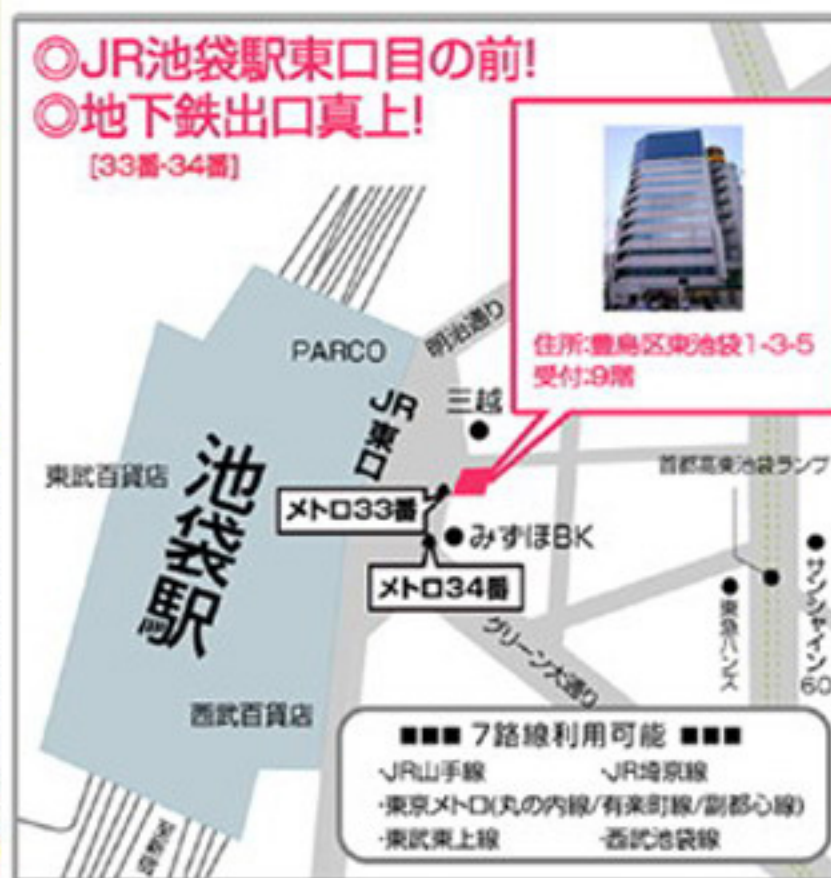 ◎JR池袋駅東口目の前!
◎地下鉄出口真上!
[33番-34番]
住所:豊島区東池袋1-3-5
受付:9階
明治通り
PARCO
JR東口
三越
東武百貨店
池袋駅
首都高東池袋ランプ
メトロ33番
みずほBK
メトロ34番
サンシャイン60
東急ハンズ
グリーン大通り
西武百貨店
■■■ 7路線利用可能 ■■■
・JR山手線 ・JR埼京線
・東京メトロ(丸の内線/有楽町線/副都心線)
・東武東上線 ・西武池袋線